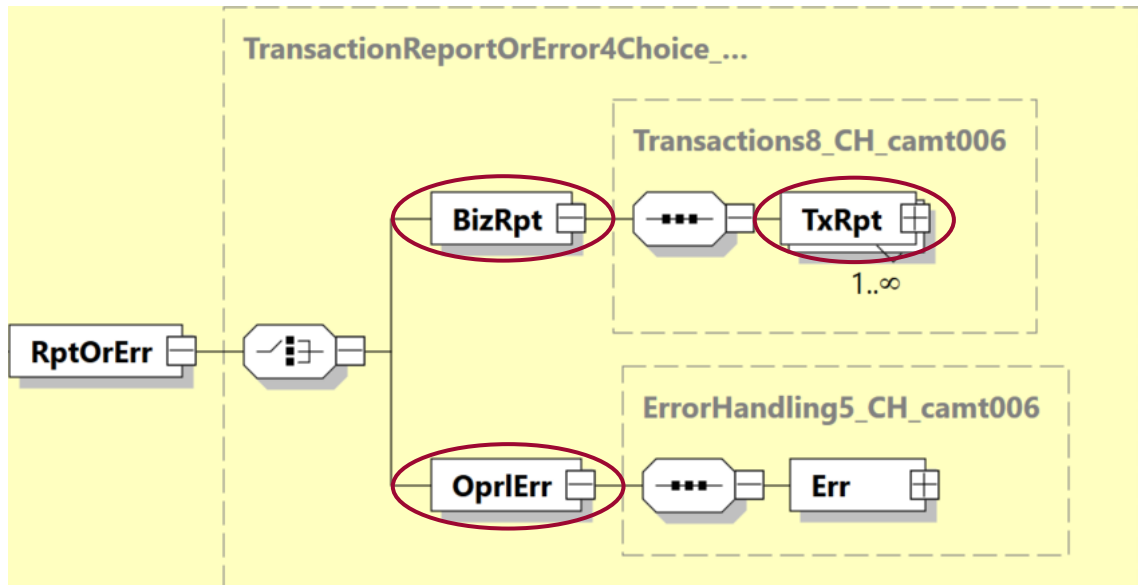 TransactionReportOrError4Choice_...
Transactions8_CH_camt006
BizRpt
TxRpt
1..∞
RptOrErr
ErrorHandling5_CH_camt006
OprlErr
Err